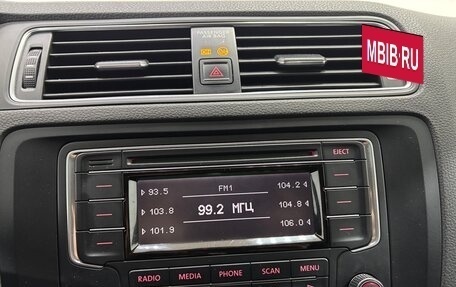 PASSENGER
AIR BAG
ON
MBIB.RU
EJECT
FM1
93.5 104.2
103.8 99.2 МГЦ 104.8
101.9 106.0
RADIO MEDIA PHONE SCAN MENU